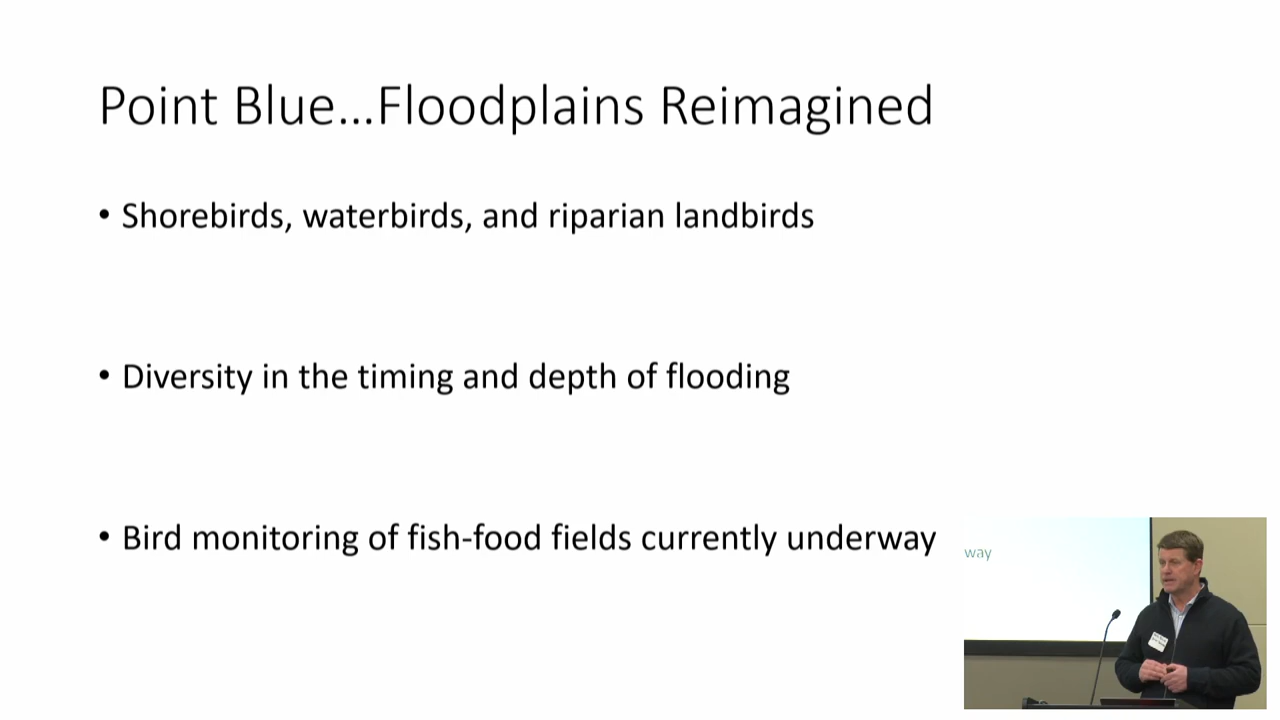 Point Blue...Floodplains Reimagined
• Shorebirds, waterbirds, and riparian landbirds
• Diversity in the timing and depth of flooding
• Bird monitoring of fish-food fields currently underway
way